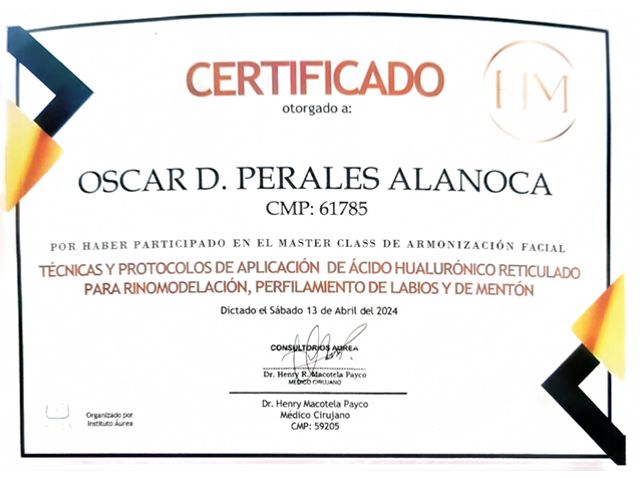 CERTIFICADO
otorgado a:
HM
OSCAR D. PERALES ALANOCA
CMP: 61785
POR HABER PARTICIPADO EN EL MASTER CLASS DE ARMONIZACIÓN FACIAL
TÉCNICAS Y PROTOCOLOS DE APLICACIÓN DE ÁCIDO HUALURÓNICO RETICULADO
PARA RINOMODELACIÓN, PERFILAMIENTO DE LABIOS Y DE MENTÓN
Dictado el Sábado 13 de Abril del 2024
CONSULTORIOS AUREA
Dr. Henry R. Macotela Payco
MÉDICO CIRUJANO
Dr. Henry Macotela Payco
Médico Cirujano
CMP: 59205
Organizado por
Instituto Áurea